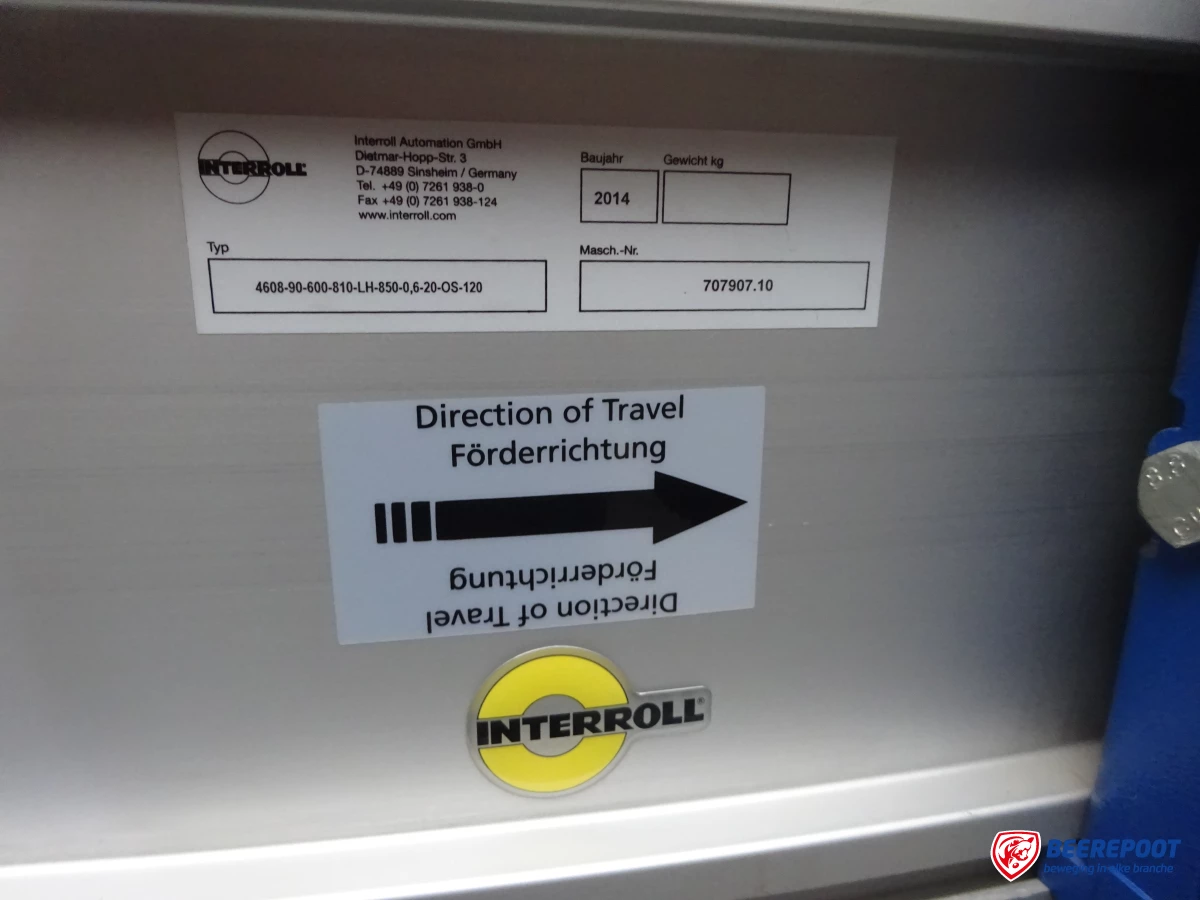 INTERROLL
Interroll Automation GmbH
Dietmar-Hopp-Str. 3
D-74889 Sinsheim / Germany
Tel. +49 (0) 7261 938-0
Fax +49 (0) 7261 938-124
www.interroll.com
Baujahr
Gewicht kg
2014
Typ
Masch.-Nr.
4608-90-600-810-LH-850-0,6-20-OS-120
707907.10
Direction of Travel
Förderrichtung
Förderrichtung
Direction of Travel
INTERROLL®
8.8
BEEREPOOT
beweging in elke branche